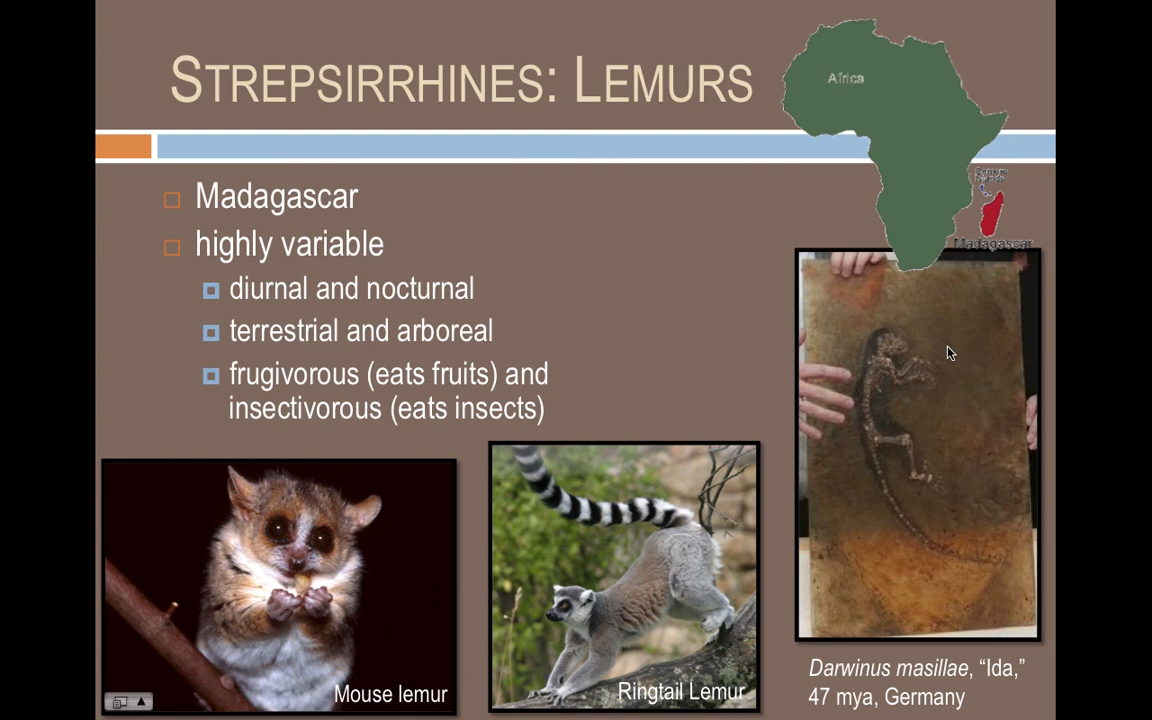 STREPSIRRHINES: LEMURS
Africa
Madagascar
Madagascar
highly variable
diurnal and nocturnal
terrestrial and arboreal
frugivorous (eats fruits) and
insectivorous (eats insects)
Mouse lemur
Ringtail Lemur
Darwinus masillae, “Ida,”
47 mya, Germany